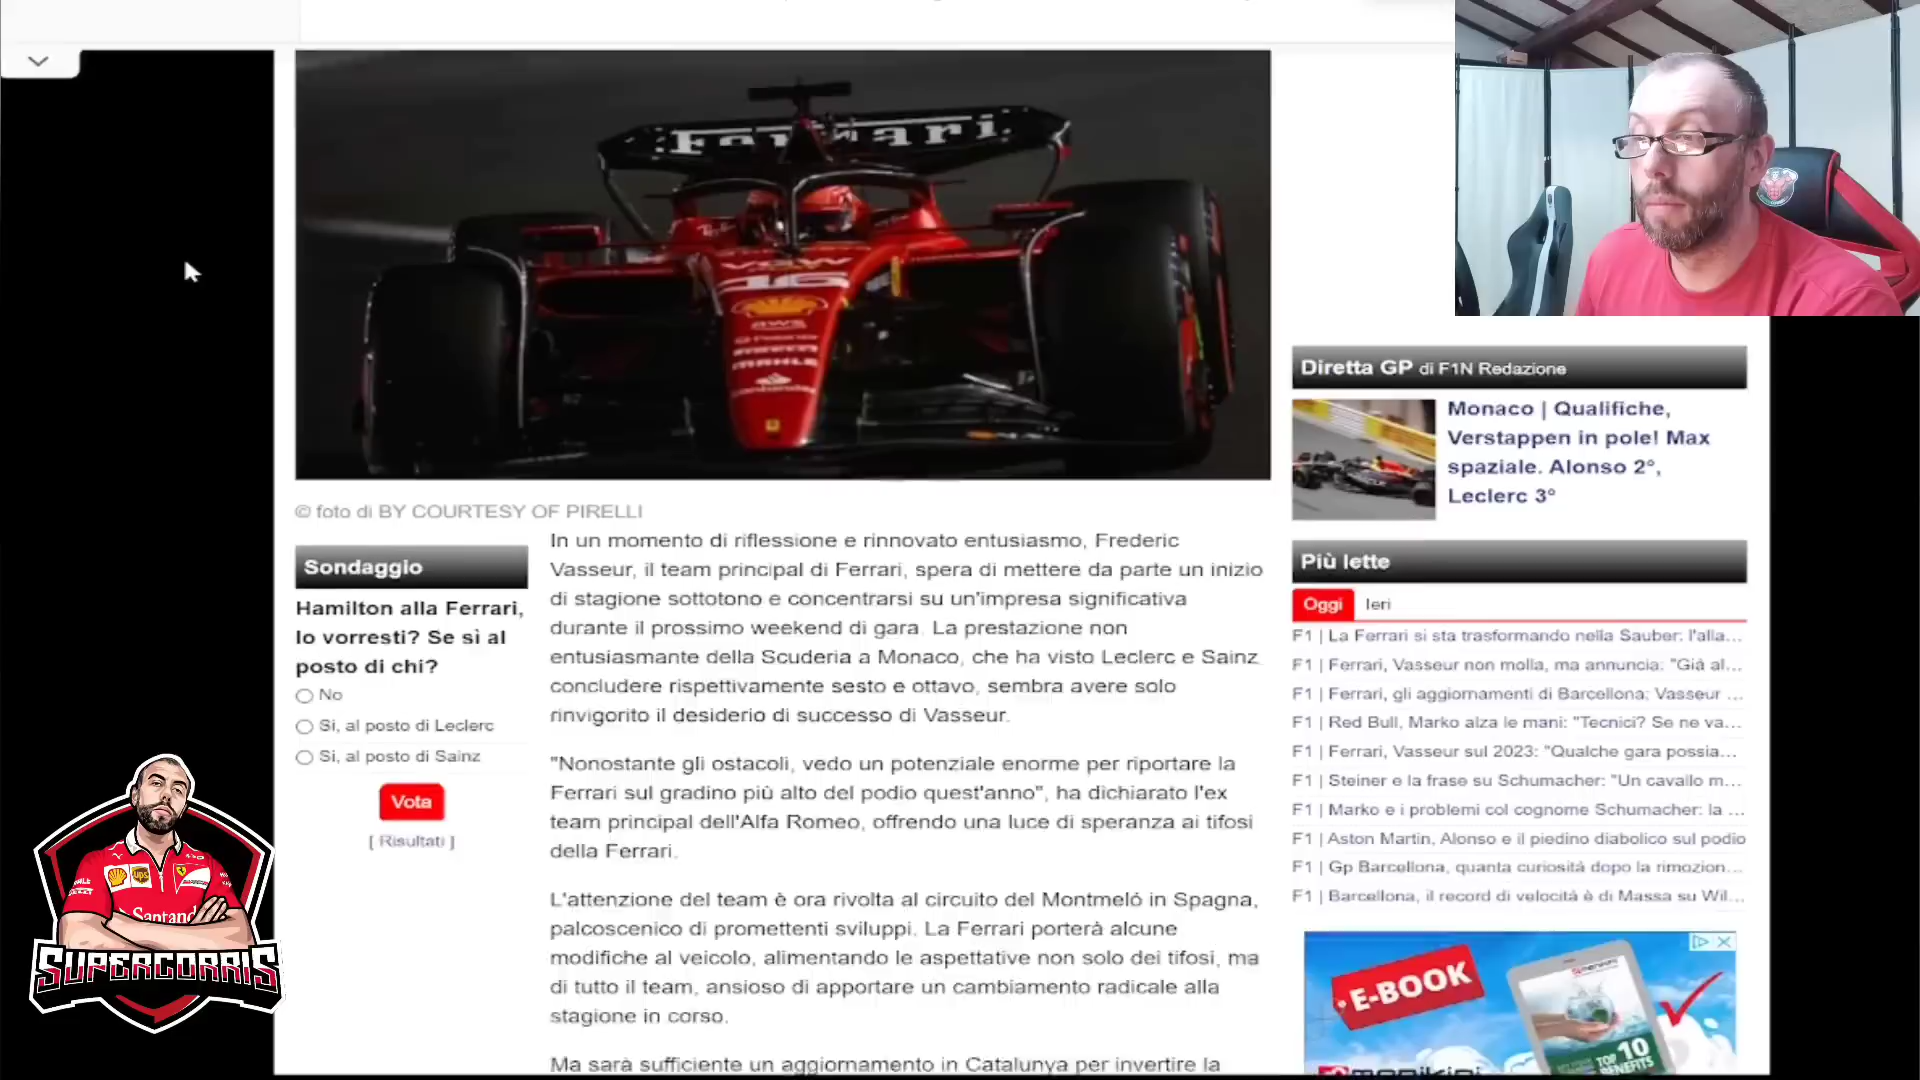 Ferrari
16
© foto di BY COURTESY OF PIRELLI
Sondaggio
Hamilton alla Ferrari,
lo vorresti? Se sì al
posto di chi?
No
Si, al posto di Leclerc
Si, al posto di Sainz
Vota
[ Risultati ]
In un momento di riflessione e rinnovato entusiasmo, Frederic
Vasseur, il team principal di Ferrari, spera di mettere da parte un inizio
di stagione sottotono e concentrarsi su un'impresa significativa
durante il prossimo weekend di gara. La prestazione non
entusiasmante della Scuderia a Monaco, che ha visto Leclerc e Sainz
concludere rispettivamente sesto e ottavo, sembra avere solo
rinvigorito il desiderio di successo di Vasseur.
"Nonostante gli ostacoli, vedo un potenziale enorme per riportare la
Ferrari sul gradino più alto del podio quest'anno", ha dichiarato l'ex
team principal dell'Alfa Romeo, offrendo una luce di speranza ai tifosi
della Ferrari.
L'attenzione del team è ora rivolta al circuito del Montmeló in Spagna,
palcoscenico di promettenti sviluppi. La Ferrari porterà alcune
modifiche al veicolo, alimentando le aspettative non solo dei tifosi, ma
di tutto il team, ansioso di apportare un cambiamento radicale alla
stagione in corso.
Ma sarà sufficiente un aggiornamento in Catalunya per invertire la
Diretta GP di F1N Redazione
Monaco | Qualifiche,
Verstappen in pole! Max
spaziale. Alonso 2°,
Leclerc 3°
Più lette
Oggi Ieri
F1 | La Ferrari si sta trasformando nella Sauber: l'alla...
F1 | Ferrari, Vasseur non molla, ma annuncia: "Già al...
F1 | Ferrari, gli aggiornamenti di Barcellona: Vasseur ...
F1 | Red Bull, Marko alza le mani: "Tecnici? Se ne va...
F1 | Ferrari, Vasseur sul 2023: "Qualche gara possia...
F1 | Steiner e la frase su Schumacher: "Un cavallo m...
F1 | Marko e i problemi col cognome Schumacher: la ...
F1 | Aston Martin, Alonso e il piedino diabolico sul podio
F1 | Gp Barcellona, quanta curiosità dopo la rimozion...
F1 | Barcellona, il record di velocità è di Massa su Wil...
E-BOOK
TOP 10
BENEFITS
ups
Santand
SUPERCORRIS